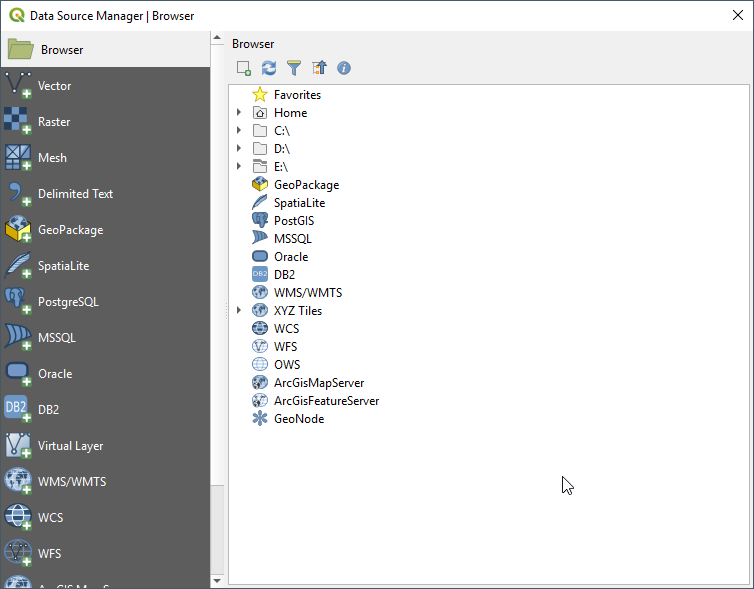 Data Source Manager | Browser
Browser
Vector
Raster
Mesh
Delimited Text
GeoPackage
SpatiaLite
PostgreSQL
MSSQL
Oracle
DB2
DB2
Virtual Layer
WMS/WMTS
WCS
WFS
Browser
Favorites
Home
C:\
D:\
E:\
GeoPackage
SpatiaLite
PostGIS
MSSQL
Oracle
DB2
DB2
WMS/WMTS
XYZ Tiles
WCS
WFS
OWS
ArcGisMapServer
ArcGisFeatureServer
GeoNode